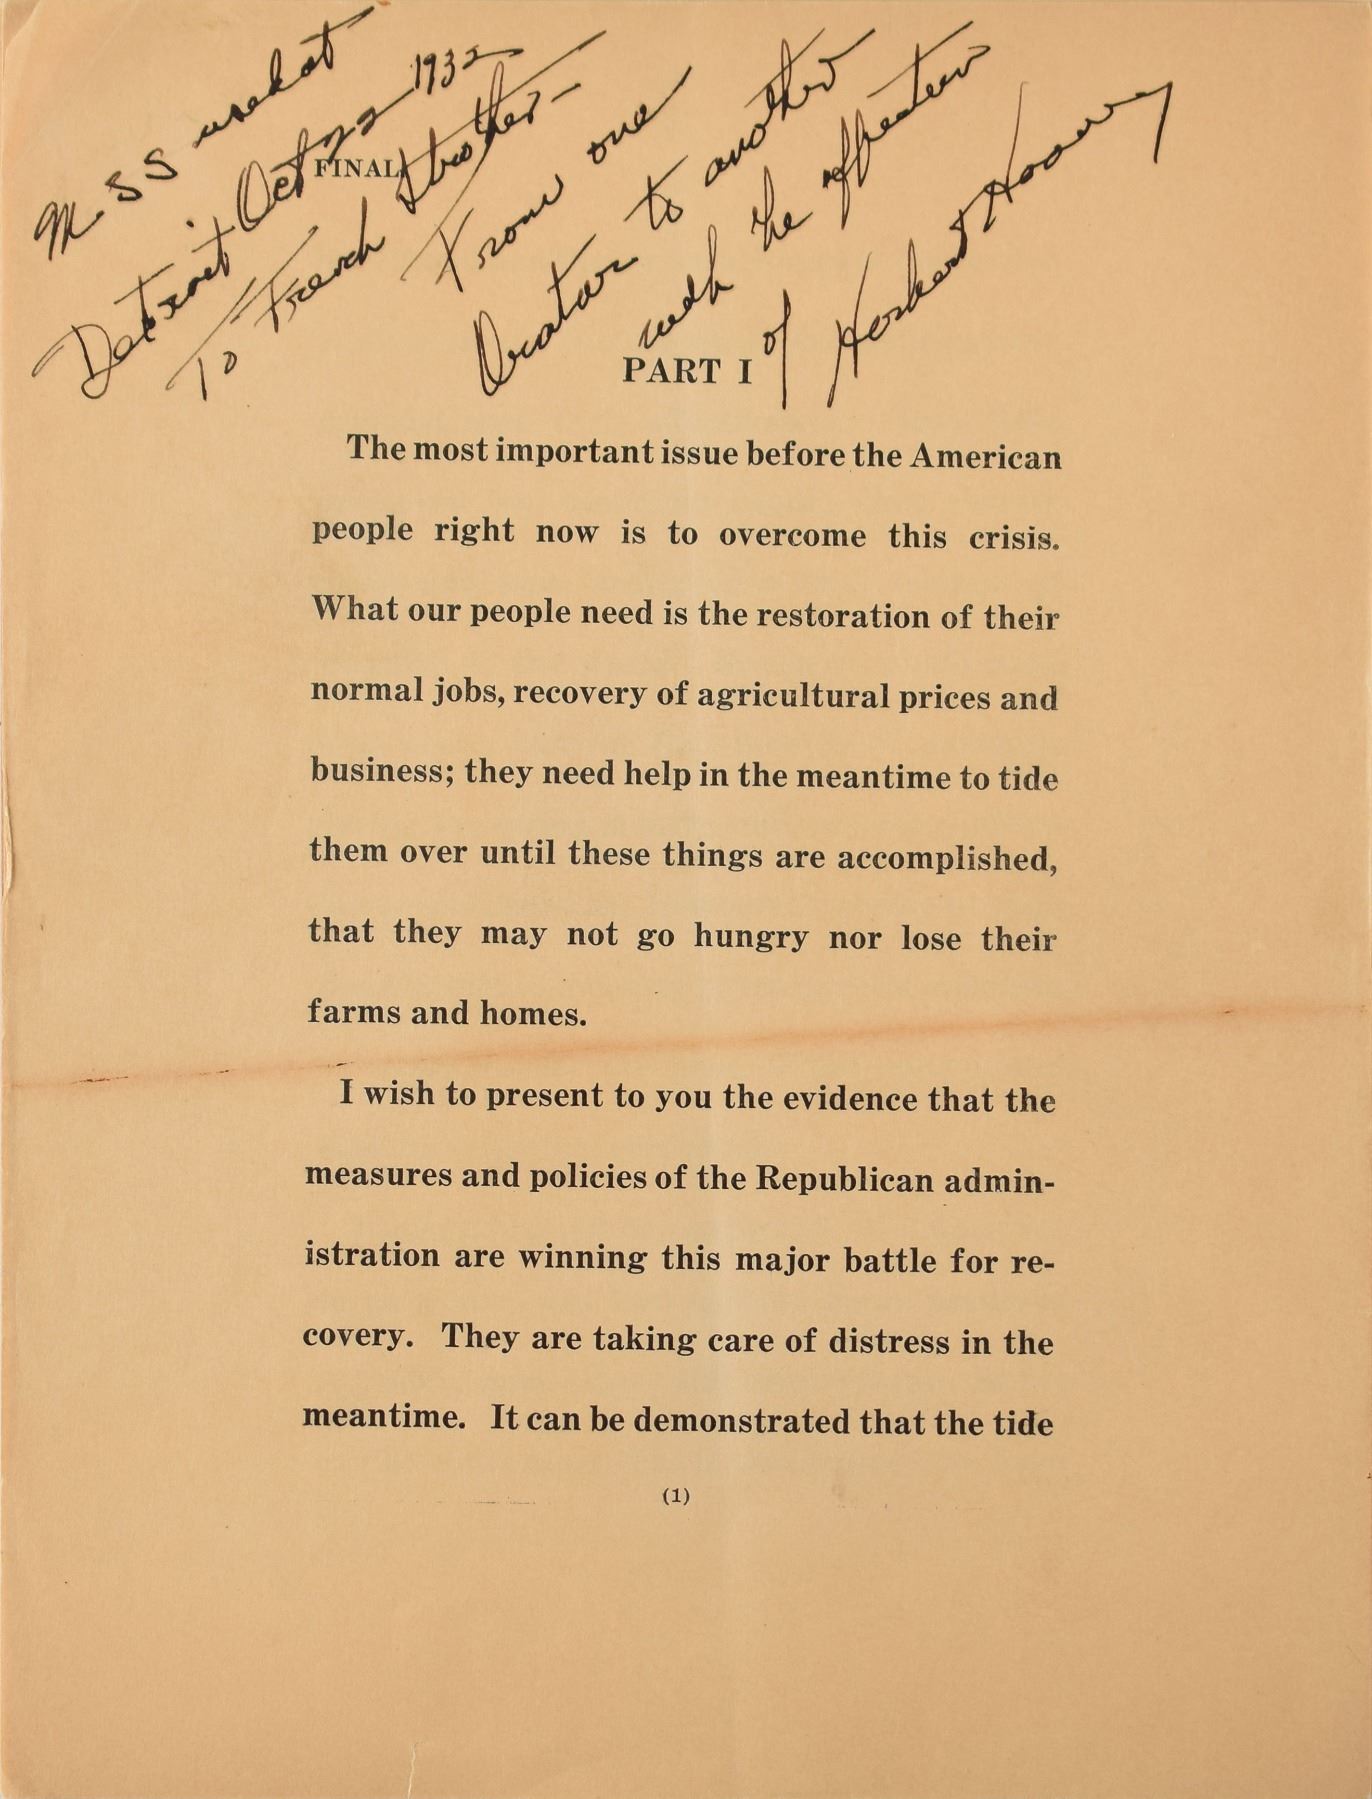 MSS used at
Detroit Oct 22 1932
To French Strother -
From one
Orator to another
with the affection
of Herbert Hoover
FINAL
PART I
The most important issue before the American
people right now is to overcome this crisis.
What our people need is the restoration of their
normal jobs, recovery of agricultural prices and
business; they need help in the meantime to tide
them over until these things are accomplished,
that they may not go hungry nor lose their
farms and homes.
I wish to present to you the evidence that the
measures and policies of the Republican admin-
istration are winning this major battle for re-
covery. They are taking care of distress in the
meantime. It can be demonstrated that the tide
(1)